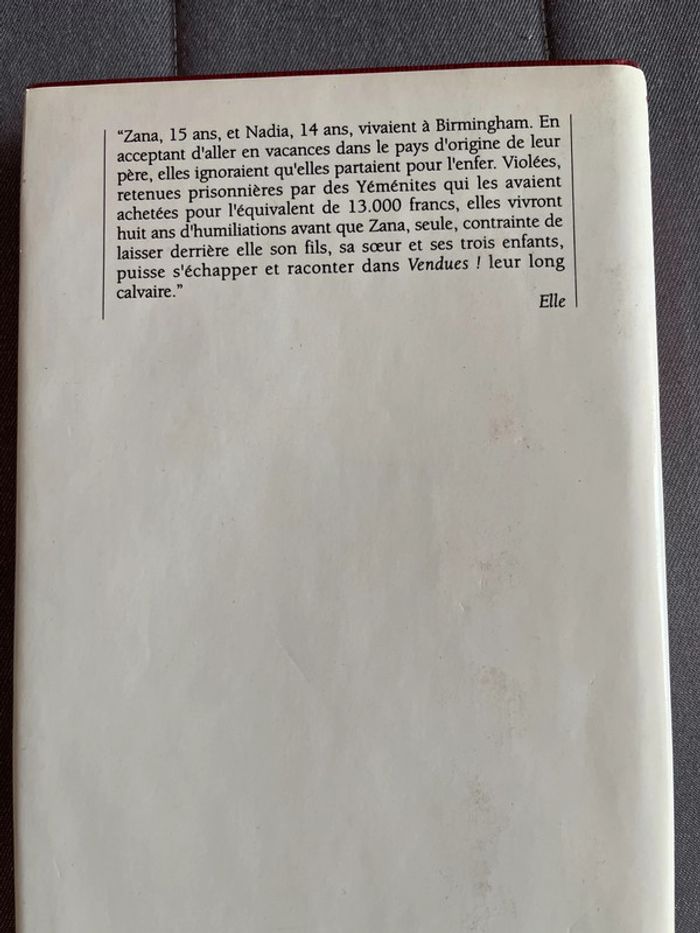 “Zana, 15 ans, et Nadia, 14 ans, vivaient à Birmingham. En
acceptant d'aller en vacances dans le pays d'origine de leur
père, elles ignoraient qu'elles partaient pour l'enfer. Violées,
retenues prisonnières par des Yéménites qui les avaient
achetées pour l'équivalent de 13.000 francs, elles vivront
huit ans d'humiliations avant que Zana, seule, contrainte de
laisser derrière elle son fils, sa sœur et ses trois enfants,
puisse s'échapper et raconter dans Vendues ! leur long
calvaire.”
Elle